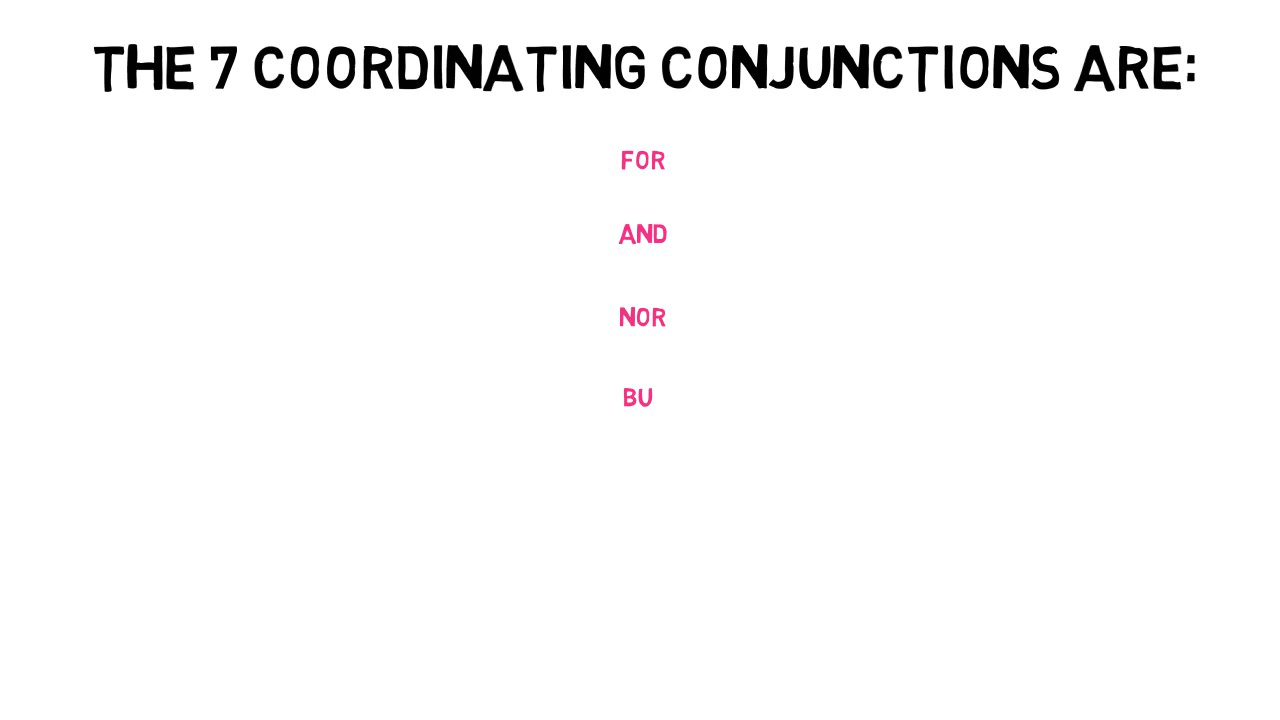 THE 7 COORDINATING CONJUNCTIONS ARE:
FOR
AND
NOR
BU